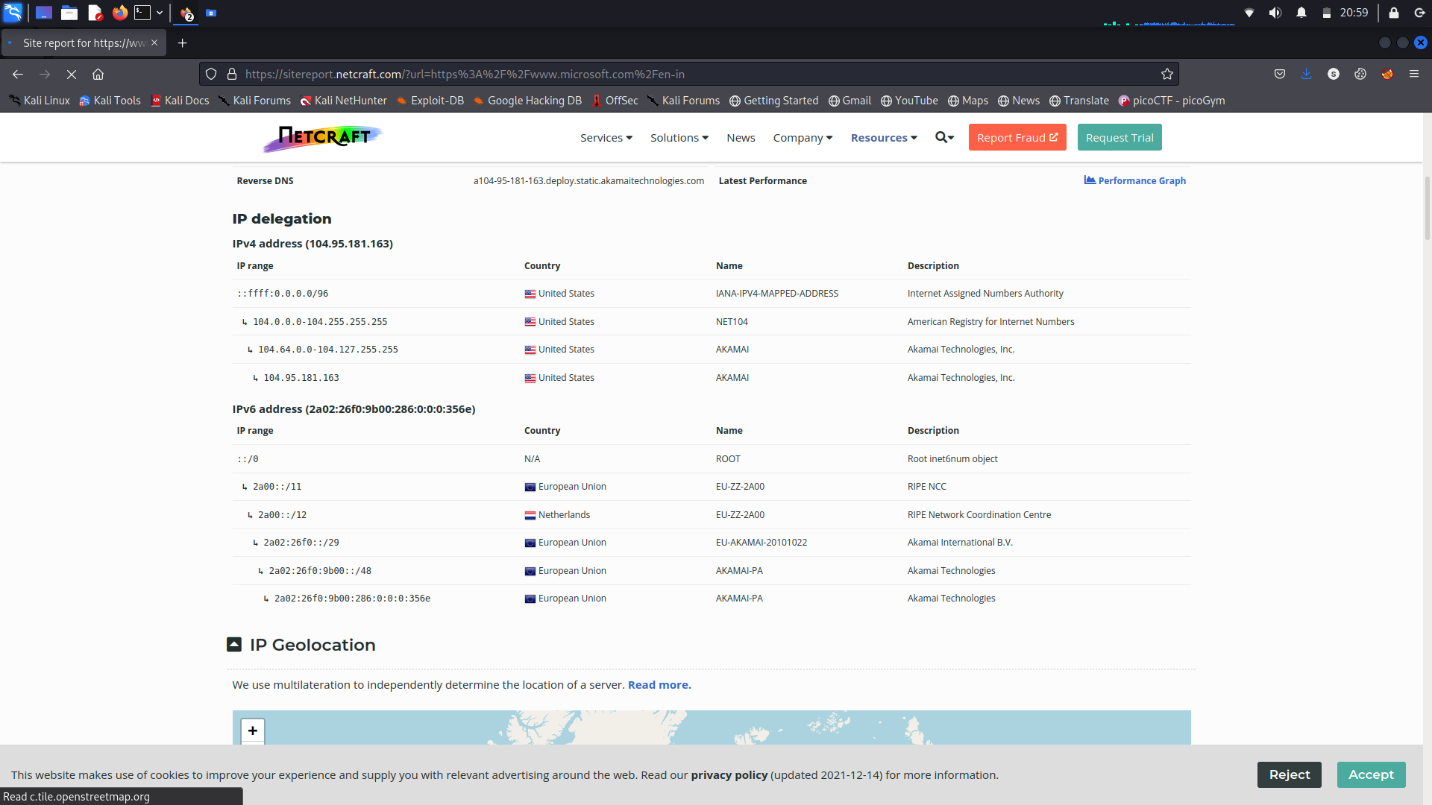 2
20:59
Site report for https://ww
https://sitereport.netcraft.com/?url=https%3A%2F%2Fwww.microsoft.com%2Fen-in
Kali Linux Kali Tools Kali Docs Kali Forums Kali NetHunter Exploit-DB Google Hacking DB OffSec Kali Forums Getting Started Gmail YouTube Maps News Translate picoCTF - picoGym
NETCRAFT Services Solutions News Company Resources Report Fraud Request Trial
Reverse DNS a104-95-181-163.deploy.static.akamaitechnologies.com Latest Performance Performance Graph
IP delegation
IPv4 address (104.95.181.163)
IP range Country Name Description
::ffff:0.0.0.0/96 United States IANA-IPV4-MAPPED-ADDRESS Internet Assigned Numbers Authority
↳ 104.0.0.0-104.255.255.255 United States NET104 American Registry for Internet Numbers
↳ 104.64.0.0-104.127.255.255 United States AKAMAI Akamai Technologies, Inc.
↳ 104.95.181.163 United States AKAMAI Akamai Technologies, Inc.
IPv6 address (2a02:26f0:9b00:286:0:0:0:356e)
IP range Country Name Description
::/0 N/A ROOT Root inet6num object
↳ 2a00::/11 European Union EU-ZZ-2A00 RIPE NCC
↳ 2a00::/12 Netherlands EU-ZZ-2A00 RIPE Network Coordination Centre
↳ 2a02:26f0::/29 European Union EU-AKAMAI-20101022 Akamai International B.V.
↳ 2a02:26f0:9b00::/48 European Union AKAMAI-PA Akamai Technologies
↳ 2a02:26f0:9b00:286:0:0:0:356e European Union AKAMAI-PA Akamai Technologies
IP Geolocation
We use multilateration to independently determine the location of a server. Read more.
+
This website makes use of cookies to improve your experience and supply you with relevant advertising around the web. Read our privacy policy (updated 2021-12-14) for more information. Reject Accept
Read c.tile.openstreetmap.org